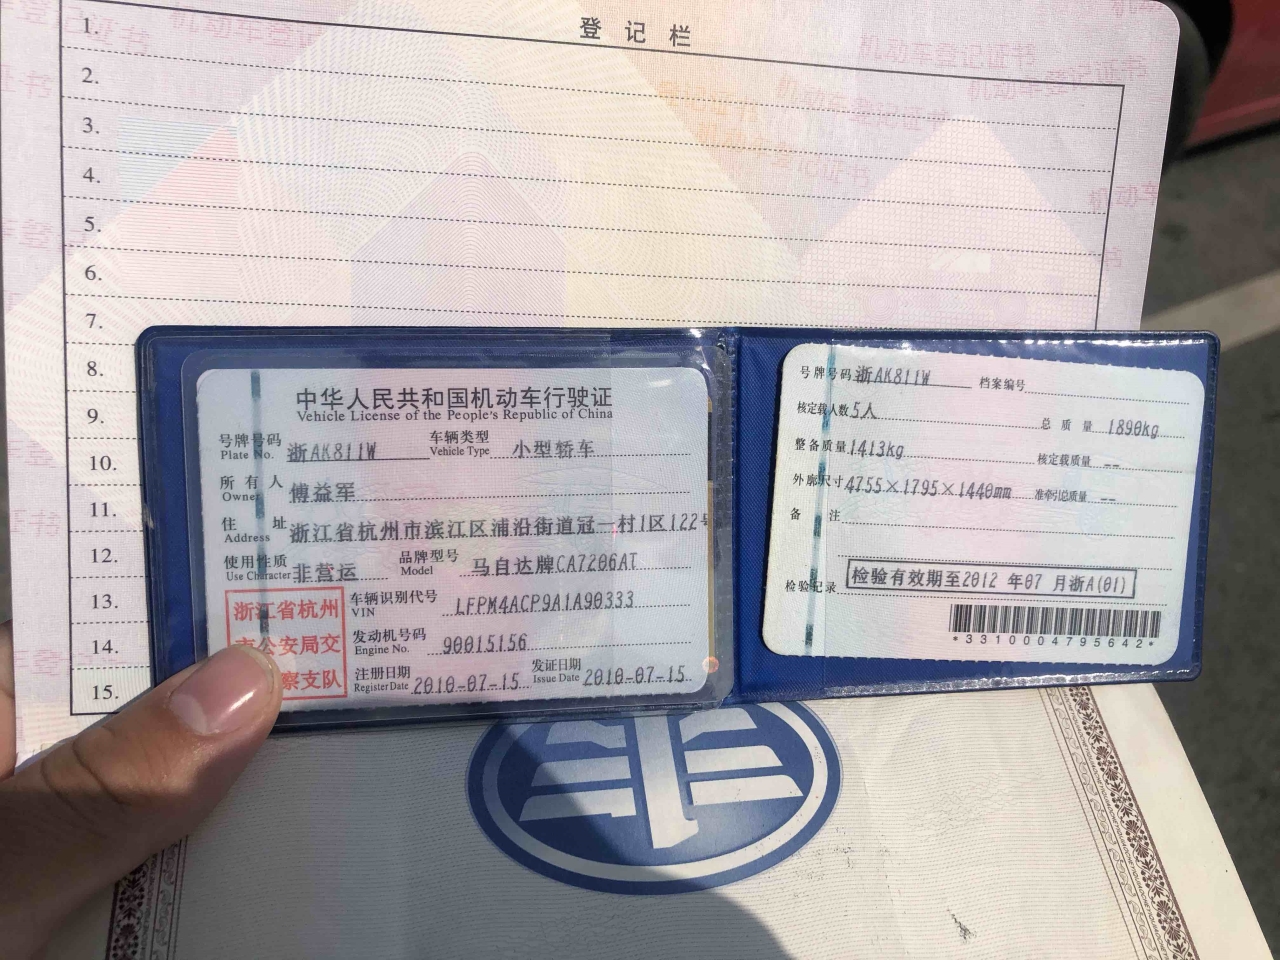 登记栏
1.
2.
3.
4.
5.
6.
7.
8.
9.
10.
11.
12.
13.
14.
15.
中华人民共和国机动车行驶证
Vehicle License of the People's Republic of China
号牌号码 浙AK811W 车辆类型 小型轿车
Plate No. Vehicle Type
所有人 傅益军
Owner
住址 浙江省杭州市滨江区浦沿街道冠一村1区122号
Address
使用性质 非营运 品牌型号 马自达牌CA7206AT
Use Character Model
浙江省杭州
市公安局交
察支队
车辆识别代号 LFPM4ACP9A1A90333
VIN
发动机号码 90015156
Engine No.
注册日期 2010-07-15 发证日期 2010-07-15
Register Date Issue Date
号牌号码 浙AK811W 档案编号
核定载人数 5人 总质量 1890kg
整备质量 1413kg 核定载质量 --
外廓尺寸 4755×1795×1440mm 准牵引总质量 --
备注
检验记录 检验有效期至2012年07月浙A(01)
*3310004795642*
机动车登记证书